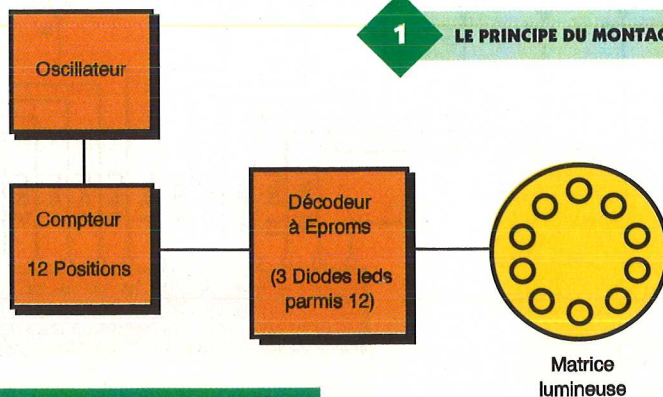 1
LE PRINCIPE DU MONTAG
Oscillateur
Compteur
12 Positions
Décodeur
à Eproms
(3 Diodes leds
parmis 12)
Matrice
lumineuse